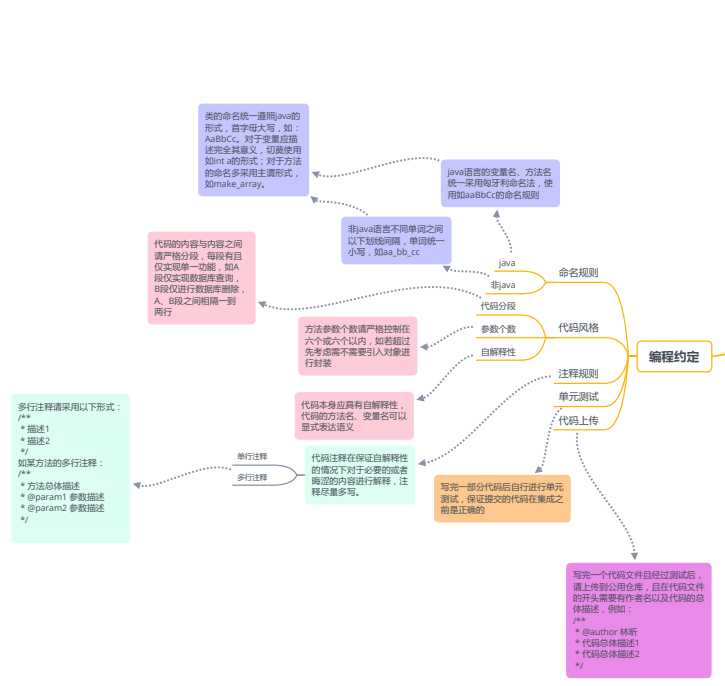 类的命名统一遵照java的
形式，首字母大写，如：
AaBbCc。对于变量应描
述完全其意义，切莫使用
如int a的形式；对于方法
的命名多采用主谓形式，
如make_array。
java语言的变量名、方法名
统一采用匈牙利命名法，使
用如aaBbCc的命名规则
非java语言不同单词之间
以下划线间隔，单词统一
小写，如aa_bb_cc
代码的内容与内容之间
请严格分段，每段有且
仅实现单一功能，如A
段仅实现数据库查询，
B段仅进行数据库删除，
A、B段之间相隔一到
两行
java
非java
命名规则
代码分段
参数个数
自解释性
代码风格
方法参数个数请严格控制在
六个或六个以内，如若超过
先考虑需不需要引入对象进
行封装
编程约定
注释规则
单元测试
代码上传
代码本身应具有自解释性，
代码的方法名、变量名可以
显式表达语义
多行注释请采用以下形式：
/**
* 描述1
* 描述2
*/
如某方法的多行注释：
/**
* 方法总体描述
* @param1 参数描述
* @param2 参数描述
*/
单行注释
多行注释
代码注释在保证自解释性
的情况下对于必要的或者
晦涩的内容进行解释，注
释尽量多写。
写完一部分代码后自行进行单元
测试，保证提交的代码在集成之
前是正确的
写完一个代码文件且经过测试后，
请上传到公用仓库，且在代码文件
的开头需要有作者名以及代码的总
体描述，例如：
/**
* @author 林昕
* 代码总体描述1
* 代码总体描述2
*/